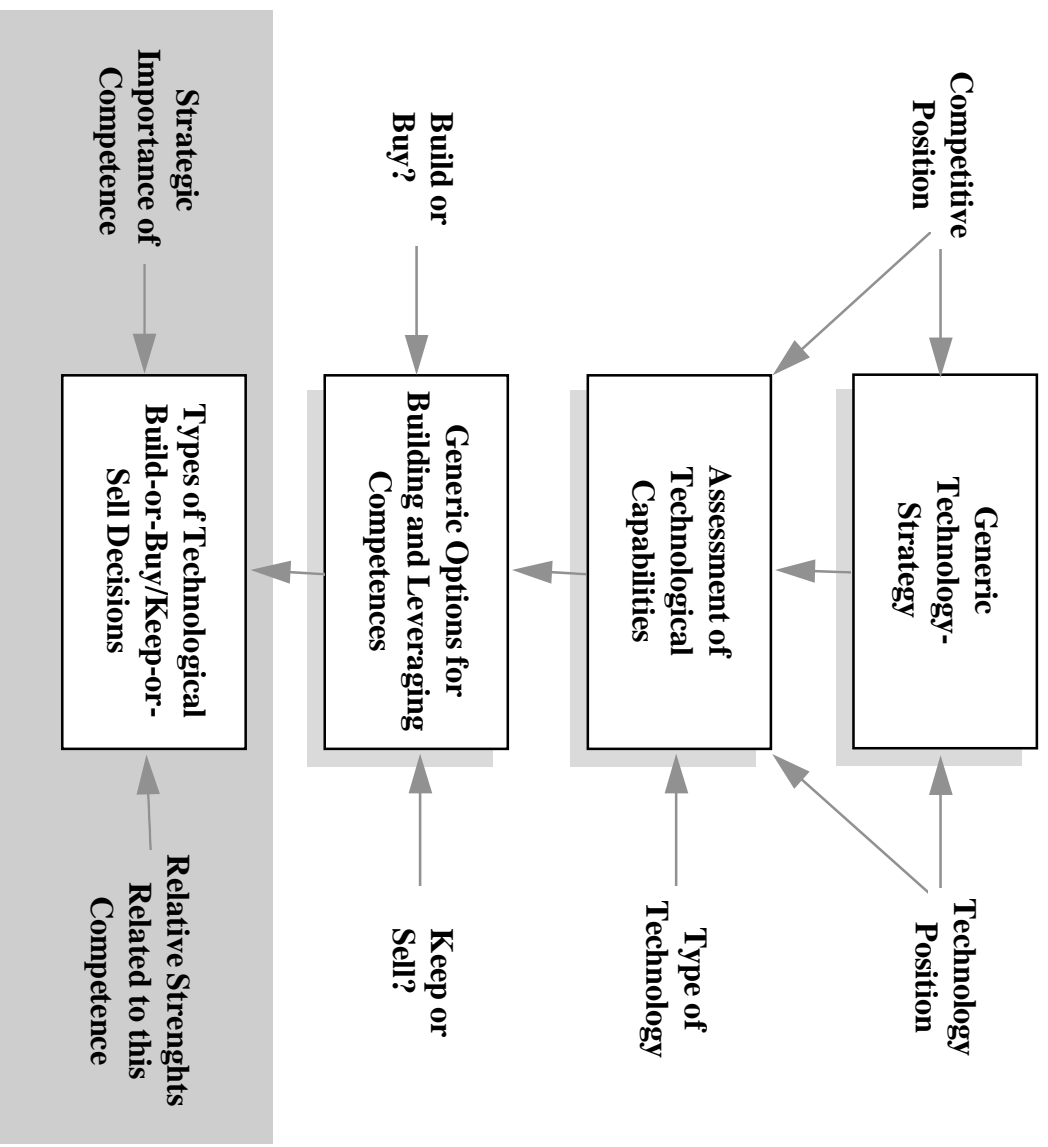 Competitive
Position
Generic
Technology-
Strategy
Technology
Position
Assessment of
Technological
Capabilities
Type of
Technology
Build or
Buy?
Generic Options for
Building and Leveraging
Competences
Keep or
Sell?
Strategic
Importance of
Competence
Types of Technological
Build-or-Buy/Keep-or-
Sell Decisions
Relative Strenghts
Related to this
Competence